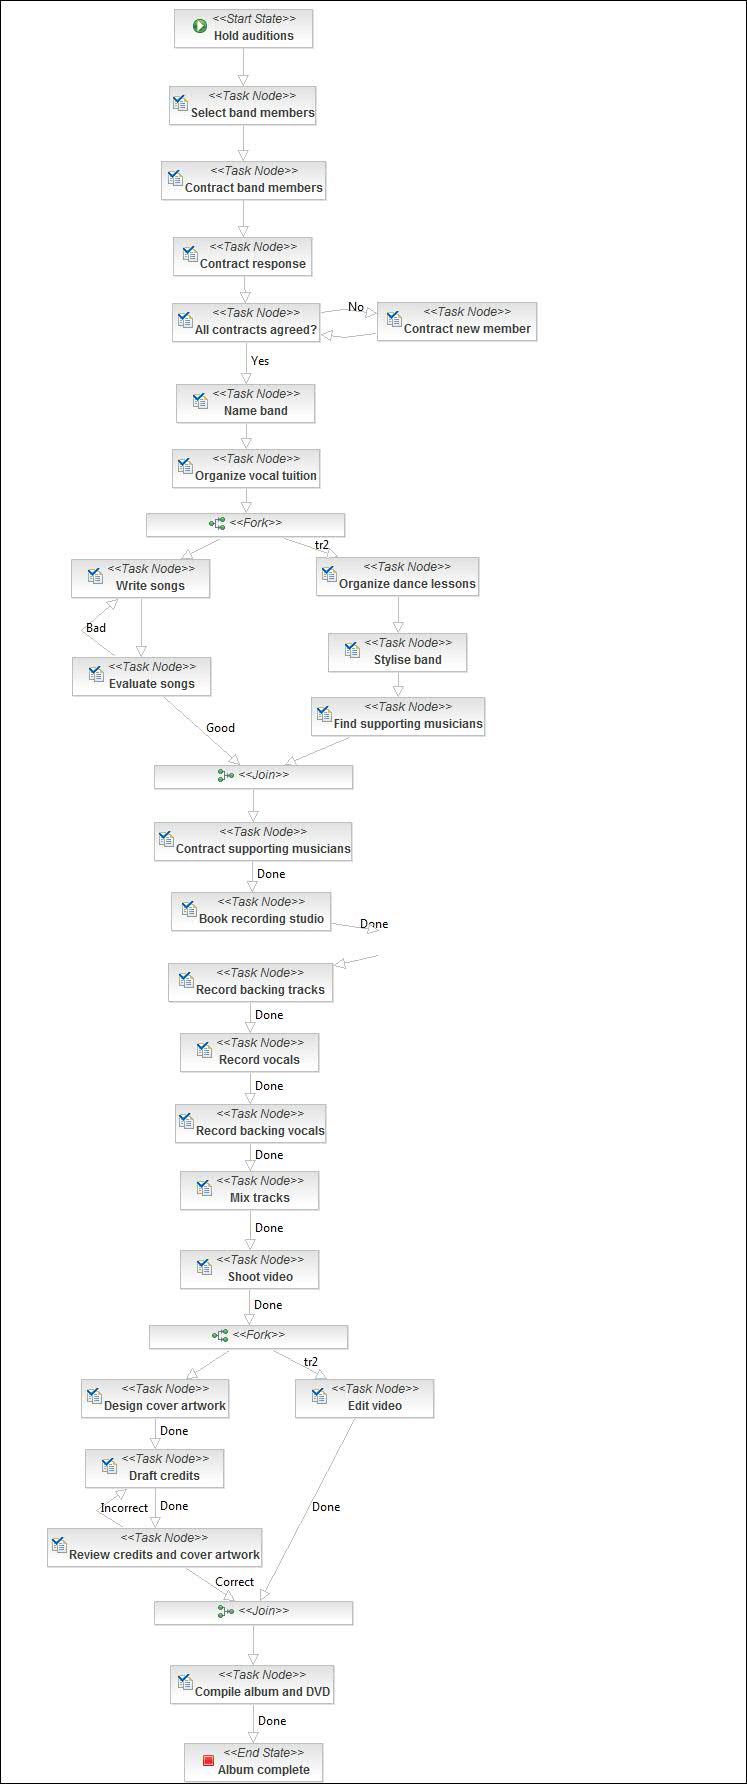 <<Start State>>
Hold auditions
<<Task Node>>
Select band members
<<Task Node>>
Contract band members
<<Task Node>>
Contract response
<<Task Node>>
All contracts agreed?
No
<<Task Node>>
Contract new member
Yes
<<Task Node>>
Name band
<<Task Node>>
Organize vocal tuition
<<Fork>>
tr2
<<Task Node>>
Write songs
<<Task Node>>
Organize dance lessons
Bad
<<Task Node>>
Stylise band
<<Task Node>>
Evaluate songs
<<Task Node>>
Find supporting musicians
Good
<<Join>>
<<Task Node>>
Contract supporting musicians
Done
<<Task Node>>
Book recording studio
Done
<<Task Node>>
Record backing tracks
Done
<<Task Node>>
Record vocals
Done
<<Task Node>>
Record backing vocals
Done
<<Task Node>>
Mix tracks
Done
<<Task Node>>
Shoot video
Done
<<Fork>>
tr2
<<Task Node>>
Design cover artwork
<<Task Node>>
Edit video
Done
<<Task Node>>
Draft credits
Incorrect
Done
Done
<<Task Node>>
Review credits and cover artwork
Correct
<<Join>>
<<Task Node>>
Compile album and DVD
Done
<<End State>>
Album complete